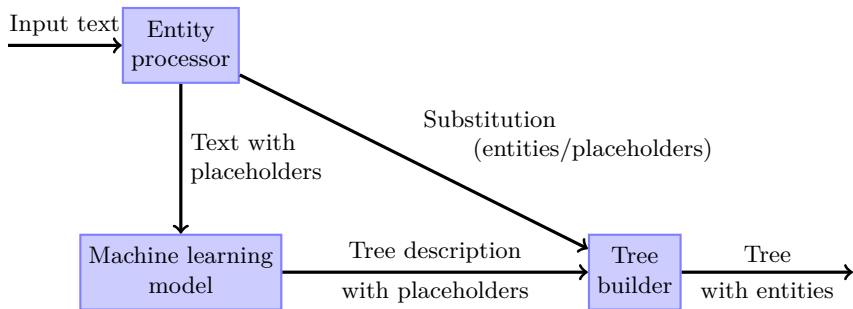 Input text
Entity
processor
Substitution
(entities/placeholders)
Text with
placeholders
Machine learning
model
Tree description
with placeholders
Tree
builder
Tree
with entities